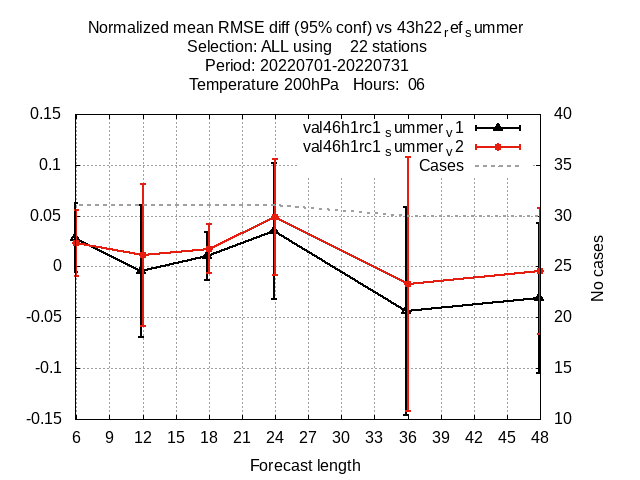 Normalized mean RMSE diff (95% conf) vs 43h22refsummer
Selection: ALL using 22 stations
Period: 20220701-20220731
Temperature 200hPa Hours: 06
val46h1rc1summerv1
val46h1rc1summerv2
Cases
0.15
0.1
0.05
0
-0.05
-0.1
-0.15
40
35
30
25
20
15
10
No cases
6 9 12 15 18 21 24 27 30 33 36 39 42 45 48
Forecast length